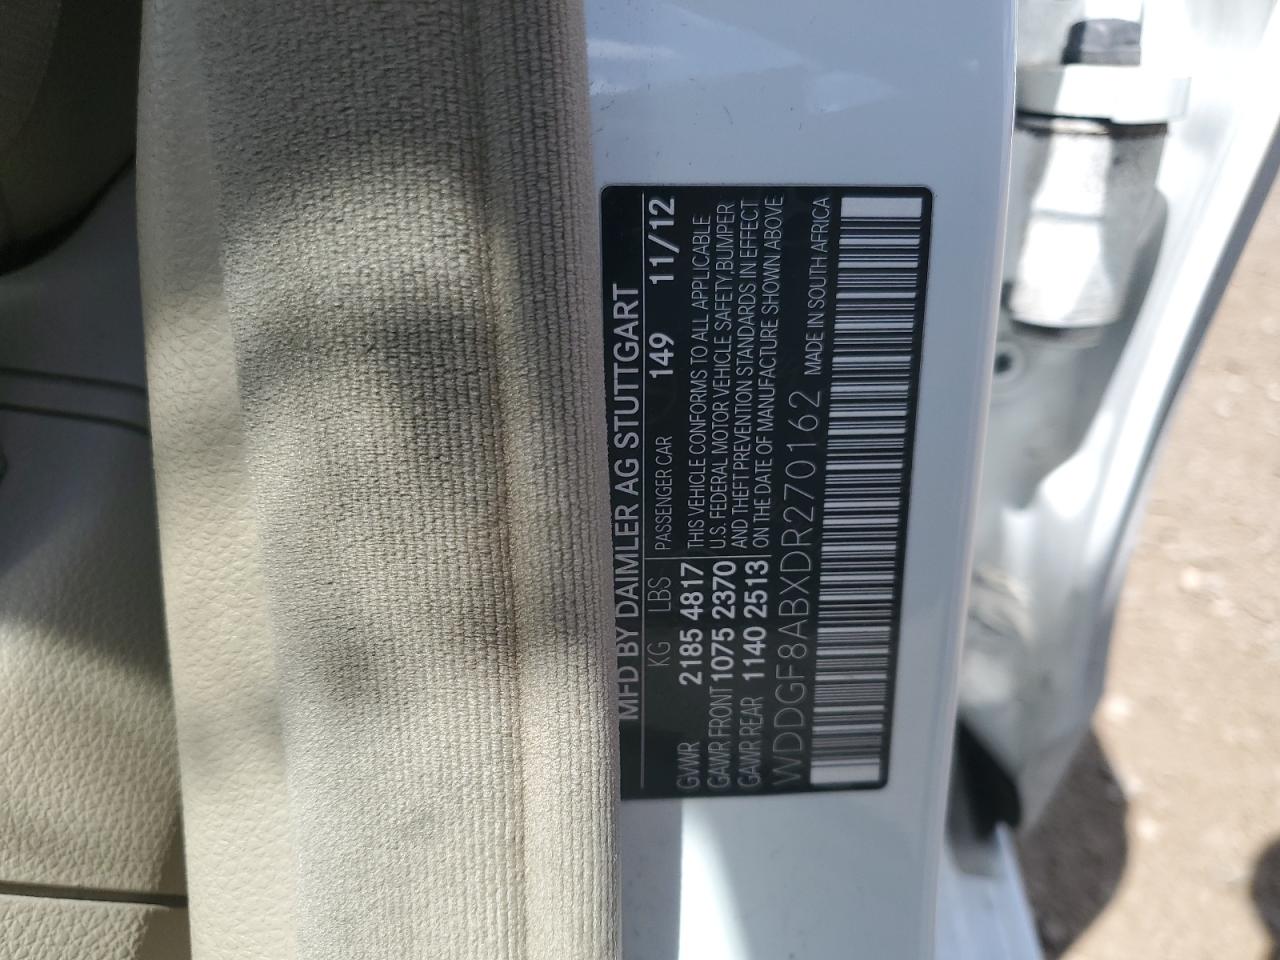 MFD BY DAIMLER AG STUTTGART
KG LBS PASSENGER CAR 149 11/12
GVWR 2185 4817 THIS VEHICLE CONFORMS TO ALL APPLICABLE
GAWR FRONT 1075 2370 U.S. FEDERAL MOTOR VEHICLE SAFETY, BUMPER
GAWR REAR 1140 2513 AND THEFT PREVENTION STANDARDS IN EFFECT
ON THE DATE OF MANUFACTURE SHOWN ABOVE
WDDGF8ABXDR270162 MADE IN SOUTH AFRICA